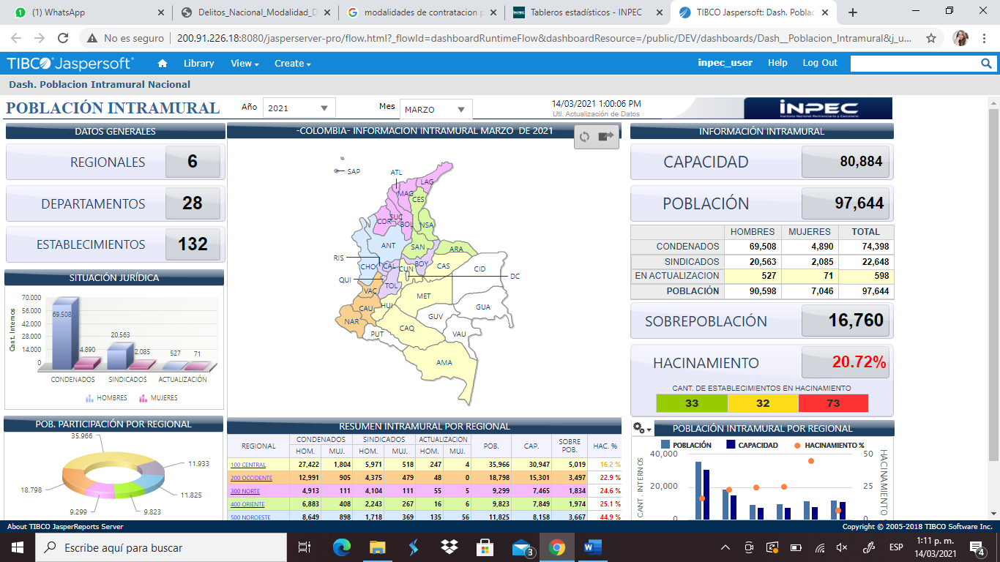 (1) WhatsApp
Delitos_Nacional_Modalidad_D
modalidades de contratacion p
Tableros estadísticos - INPEC
TIBCO Jaspersoft: Dash. Poblac
No es seguro
200.91.226.18:8080/jasperserver-pro/flow.html?_flowId=dashboardRuntimeFlow&dashboardResource=/public/DEV/dashboards/Dash__Poblacion_Intramural&j_u...
TIBCO Jaspersoft®
Library
View
Create
inpec_user
Help
Log Out
Dash. Poblacion Intramural Nacional
POBLACIÓN INTRAMURAL
Año
2021
Mes
MARZO
14/03/2021 1:00:06 PM
Utl. Actualización de Datos
INPEC
Instituto Nacional Penitenciario y Carcelario
DATOS GENERALES
REGIONALES 6
DEPARTAMENTOS 28
ESTABLECIMIENTOS 132
SITUACIÓN JURÍDICA
Cant. Internos
70.000
56.000
42.000
28.000
14.000
0
69.508
4.890
20.563
2.085
527
71
CONDENADOS SINDICADOS ACTUALIZACIÓN
HOMBRES MUJERES
POB. PARTICIPACIÓN POR REGIONAL
35.966
11.933
11.825
9.823
9.299
18.798
-COLOMBIA- INFORMACION INTRAMURAL MARZO DE 2021
SAP
ATL
LAG
MAG
CES
SUC
COR
BOL
NSA
ANT
SAN
ARA
RIS
CHO
CAL
CUN
BOY
CAS
CID
DC
QUI
TOL
VAC
MET
GUA
CAU
HUI
GUV
NAR
PUT
CAQ
VAU
AMA
RESUMEN INTRAMURAL POR REGIONAL
REGIONAL CONDENADOS SINDICADOS ACTUALIZACION POB. CAP. SOBRE POB. HAC. %
HOM. MUJ. HOM. MUJ. HOM. MUJ.
100 CENTRAL 27,422 1,804 5,971 518 247 4 35,966 30,947 5,019 16.2 %
200 OCCIDENTE 12,991 905 4,375 479 48 0 18,798 15,301 3,497 22.9 %
300 NORTE 4,913 111 4,104 111 55 5 9,299 7,465 1,834 24.6 %
400 ORIENTE 6,883 408 2,243 267 16 6 9,823 7,849 1,974 25.1 %
500 NOROESTE 8,649 898 1,718 369 135 56 11,825 8,158 3,667 44.9 %
INFORMACIÓN INTRAMURAL
CAPACIDAD 80,884
POBLACIÓN 97,644
HOMBRES MUJERES TOTAL
CONDENADOS 69,508 4,890 74,398
SINDICADOS 20,563 2,085 22,648
EN ACTUALIZACION 527 71 598
POBLACIÓN 90,598 7,046 97,644
SOBREPOBLACIÓN 16,760
HACINAMIENTO 20.72%
CANT. DE ESTABLECIMIENTOS EN HACINAMIENTO
33 32 73
POBLACIÓN INTRAMURAL POR REGIONAL
POBLACIÓN CAPACIDAD HACINAMIENTO %
CANT. INTERNOS
40,000
20,000
0
50
25
0
HACINAMIENTO
About TIBCO JasperReports Server
Copyright © 2005-2018 TIBCO Software Inc.
Escribe aquí para buscar
3
ESP
1:11 p. m.
14/03/2021
4